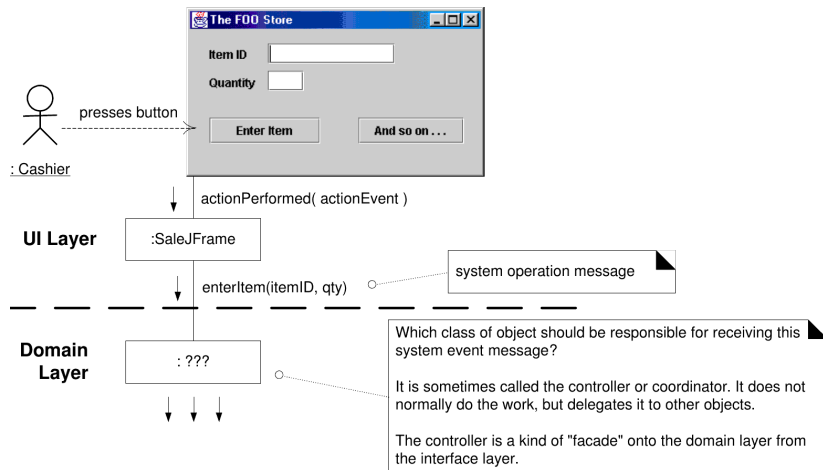 The FOO Store
Item ID
Quantity
presses button
Enter Item
And so on . . .
: Cashier
actionPerformed( actionEvent )
UI Layer
:SaleJFrame
system operation message
enterItem(itemID, qty)
Which class of object should be responsible for receiving this
system event message?
It is sometimes called the controller or coordinator. It does not
normally do the work, but delegates it to other objects.
The controller is a kind of "facade" onto the domain layer from
the interface layer.
Domain
Layer
: ???